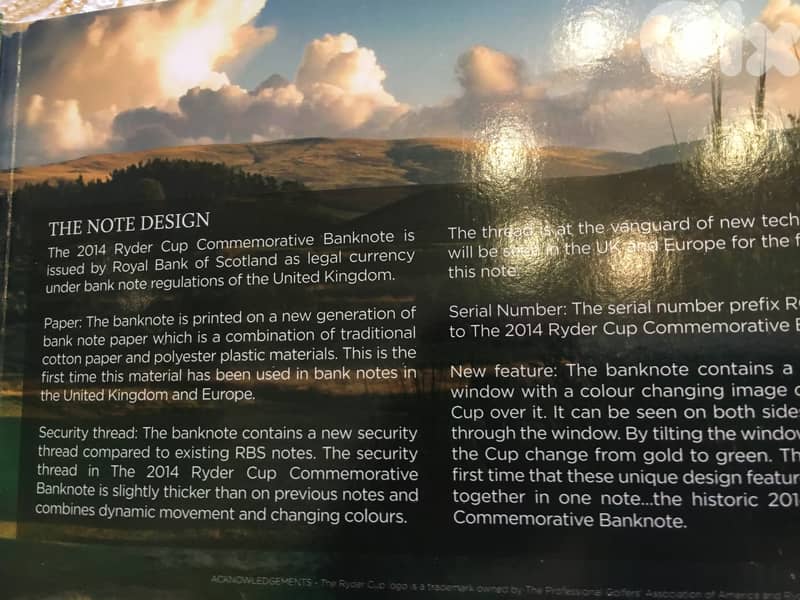 THE NOTE DESIGN
The 2014 Ryder Cup Commemorative Banknote is
issued by Royal Bank of Scotland as legal currency
under bank note regulations of the United Kingdom.
Paper: The banknote is printed on a new generation of
bank note paper which is a combination of traditional
cotton paper and polyester plastic materials. This is the
first time this material has been used in bank notes in
the United Kingdom and Europe.
Security thread: The banknote contains a new security
thread compared to existing RBS notes. The security
thread in The 2014 Ryder Cup Commemorative
Banknote is slightly thicker than on previous notes and
combines dynamic movement and changing colours.
The thread is at the vanguard of new tech
will be seen in the UK and Europe for the f
this note.
Serial Number: The serial number prefix R
to The 2014 Ryder Cup Commemorative
New feature: The banknote contains a
window with a colour changing image
Cup over it. It can be seen on both side
through the window. By tilting the window
the Cup change from gold to green. Th
first time that these unique design featur
together in one note...the historic 201
Commemorative Banknote.
ACKNOWLEDGEMENTS - The Ryder Cup logo is a trademark owned by The Professional Golfers' Association of America and Ryd